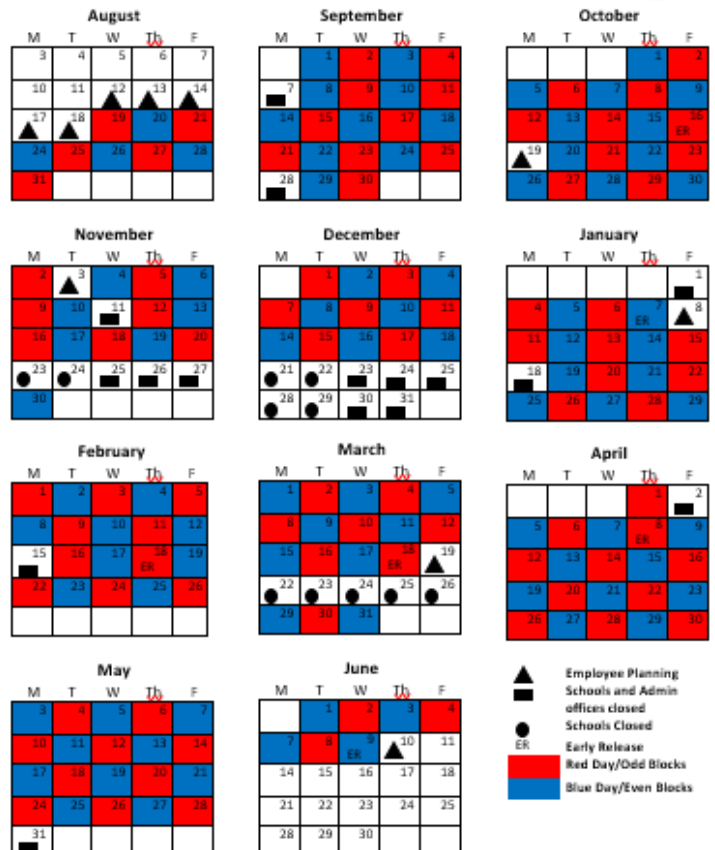 August
M T W Th F
3 4 5 6 7
10 11 12 13 14
17 18 19 20 21
24 25 26 27 28
31
September
M T W Th F
1 2 3 4
7 8 9 10 11
14 15 16 17 18
21 22 23 24 25
28 29 30
October
M T W Th F
1 2
5 6 7 8 9
12 13 14 15 16
ER
19 20 21 22 23
26 27 28 29 30
November
M T W Th F
2 3 4 5 6
9 10 11 12 13
16 17 18 19 20
23 24 25 26 27
30
December
M T W Th F
1 2 3 4
7 8 9 10 11
14 15 16 17 18
21 22 23 24 25
28 29 30 31
January
M T W Th F
1
4 5 6 7 8
ER
11 12 13 14 15
18 19 20 21 22
25 26 27 28 29
February
M T W Th F
1 2 3 4 5
8 9 10 11 12
15 16 17 18 19
ER
22 23 24 25 26
March
M T W Th F
1 2 3 4 5
8 9 10 11 12
15 16 17 18 19
ER
22 23 24 25 26
29 30 31
April
M T W Th F
1 2
5 6 7 8 9
ER
12 13 14 15 16
19 20 21 22 23
26 27 28 29 30
May
M T W Th F
3 4 5 6 7
10 11 12 13 14
17 18 19 20 21
24 25 26 27 28
31
June
M T W Th F
1 2 3 4
7 8 9 10 11
ER
14 15 16 17 18
21 22 23 24 25
28 29 30
Employee Planning
Schools and Admin
offices closed
Schools Closed
ER Early Release
Red Day/Odd Blocks
Blue Day/Even Blocks